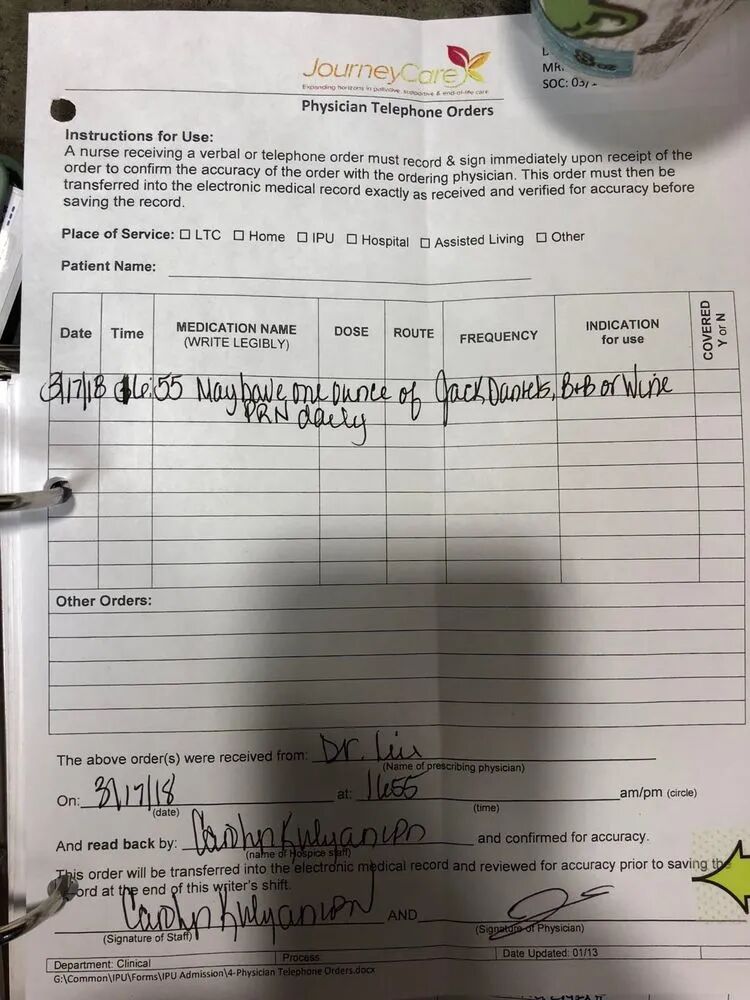 JourneyCare
Expanding horizons in palliative, supportive & end-of-life care
MR.
SOC: 03/
8oz
Physician Telephone Orders
Instructions for Use:
A nurse receiving a verbal or telephone order must record & sign immediately upon receipt of the
order to confirm the accuracy of the order with the ordering physician. This order must then be
transferred into the electronic medical record exactly as received and verified for accuracy before
saving the record.
Place of Service: ☐ LTC ☐ Home ☐ IPU ☐ Hospital ☐ Assisted Living ☐ Other
Patient Name:
Date Time MEDICATION NAME (WRITE LEGIBLY) DOSE ROUTE FREQUENCY INDICATION for use COVERED Y or N
3/17/18 16:55 May have one ounce of Jack Daniels, B+B or Wine
PRN daily
Other Orders:
The above order(s) were received from: Dr. Liu
(Name of prescribing physician)
On: 3/17/18 at: 1655 am/pm (circle)
(date) (time)
And read back by: Carolyn LPN and confirmed for accuracy.
(name of Hospice staff)
This order will be transferred into the electronic medical record and reviewed for accuracy prior to saving the
ord at the end of this writer's shift.
Carolyn LPN AND
(Signature of Staff) (Signature of Physician)
Department: Clinical Process Date Updated: 01/13
G:\Common\IPU\Forms\IPU Admission\4-Physician Telephone Orders.docx